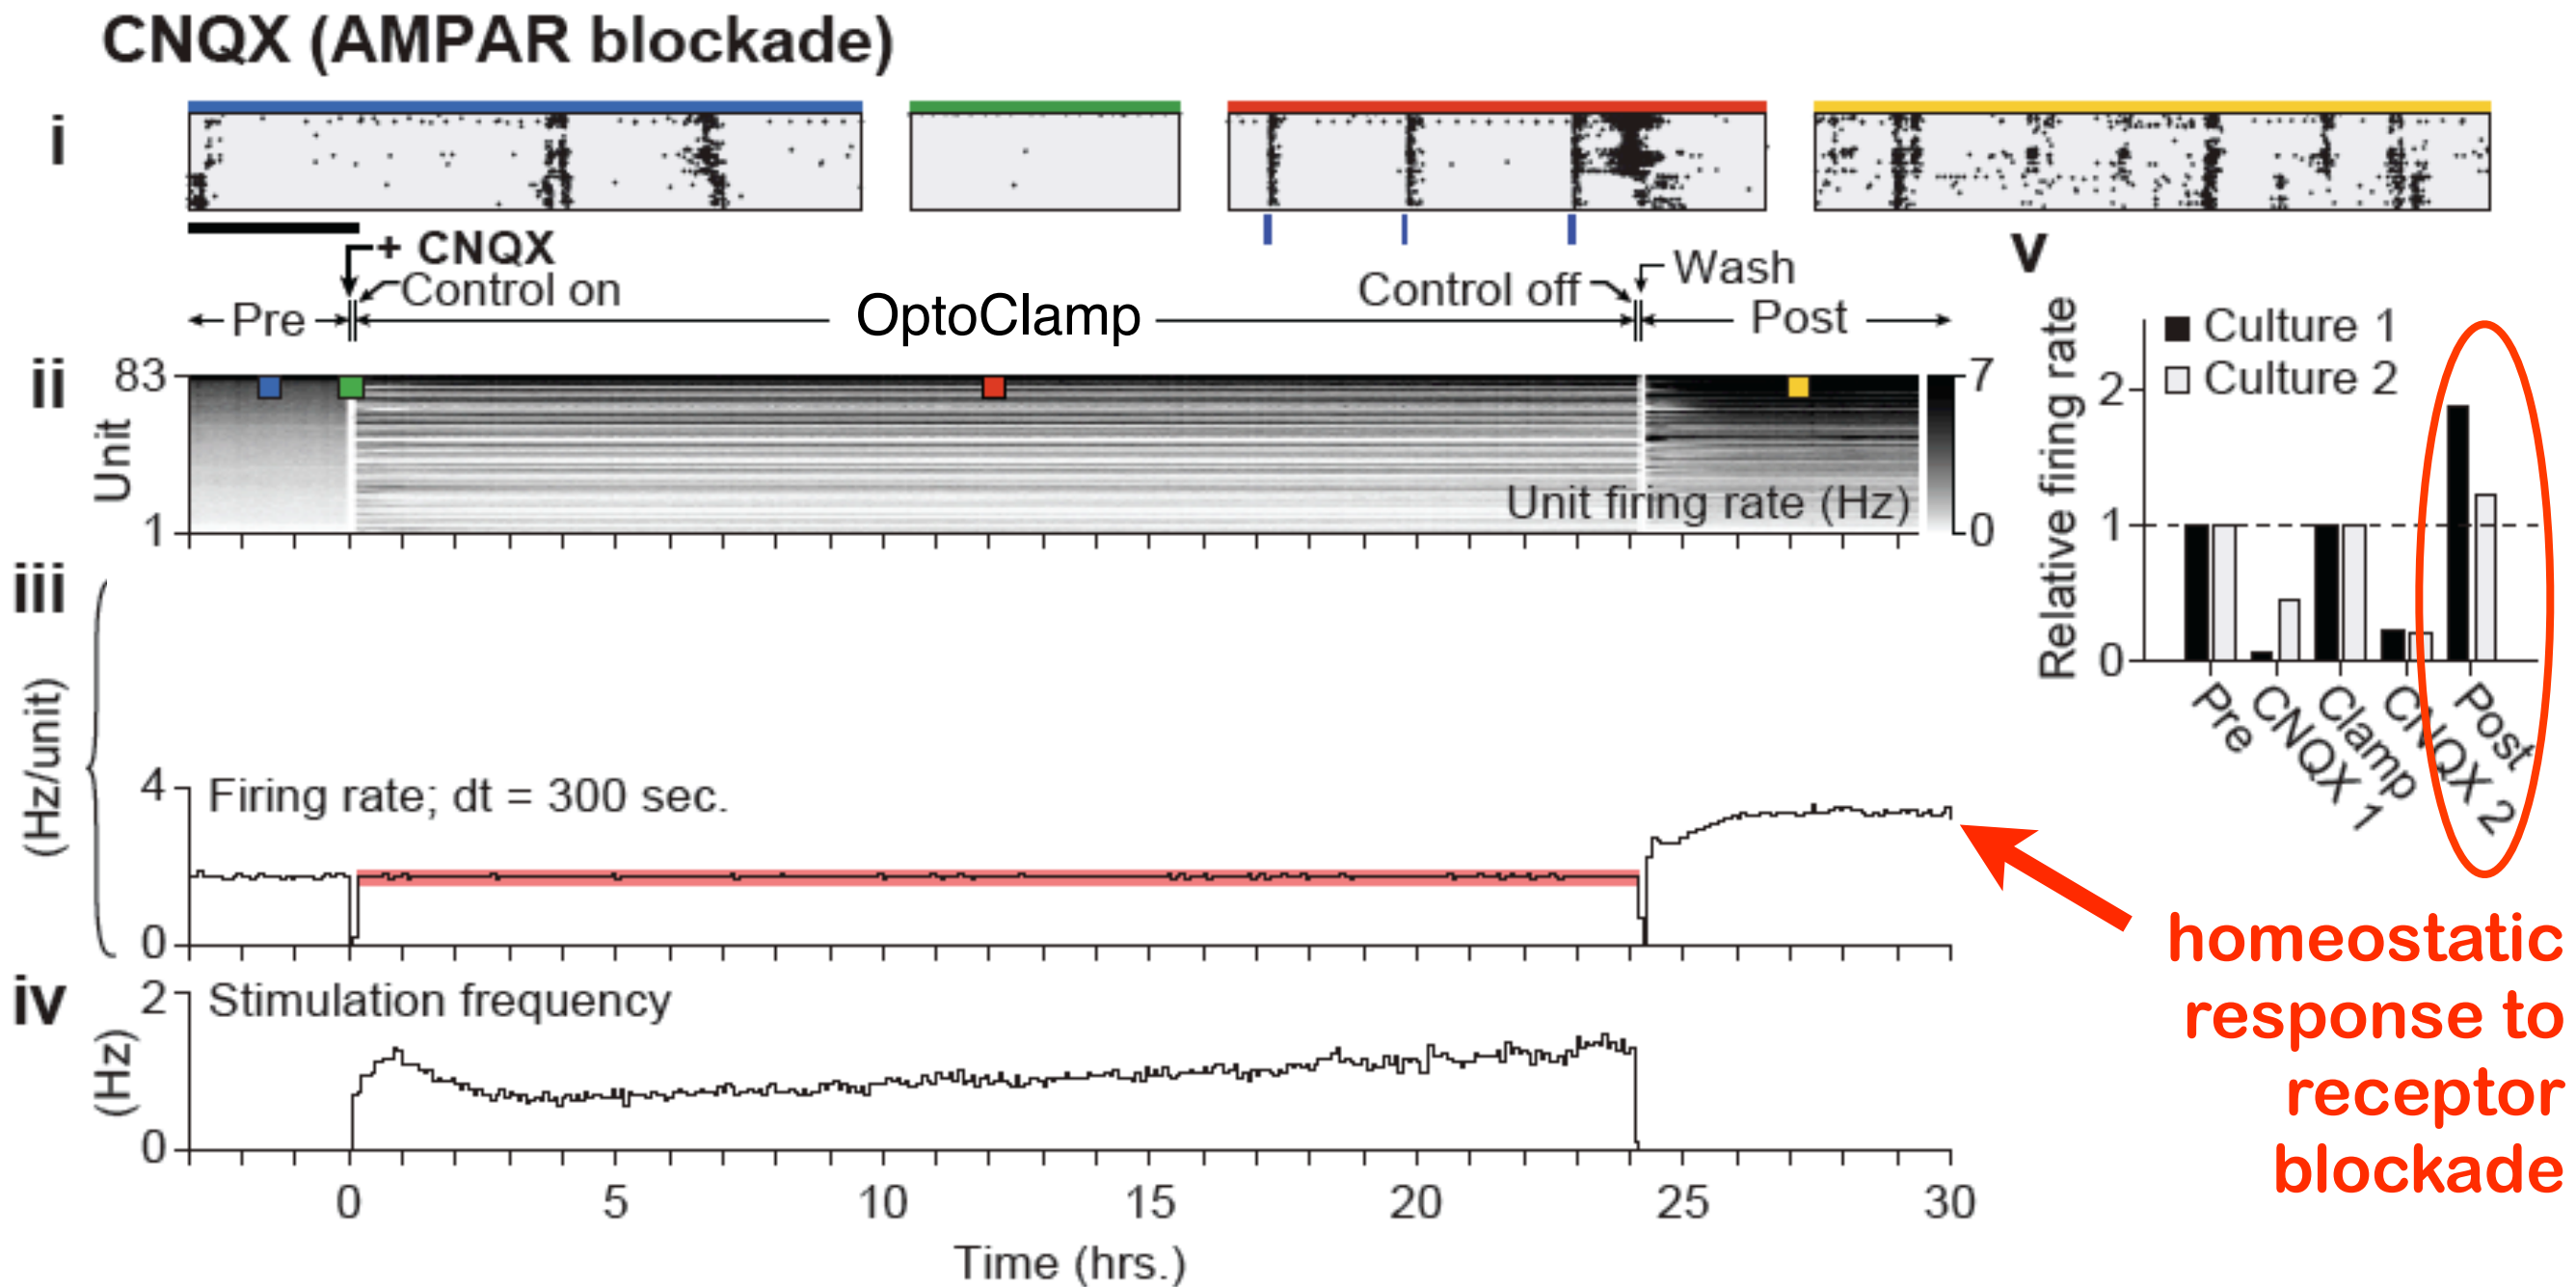 CNQX (AMPAR blockade)
i
+ CNQX
Control on
Pre
OptoClamp
Control off
Wash
Post
ii
83
Unit
1
Unit firing rate (Hz)
7
0
iii
(Hz/unit)
4
Firing rate; dt = 300 sec.
0
iv
2
Stimulation frequency
(Hz)
0
0 5 10 15 20 25 30
Time (hrs.)
v
Relative firing rate
Culture 1
Culture 2
2
1
0
Pre
CNQX 1
Clamp
CNQX 2
Post
homeostatic
response to
receptor
blockade